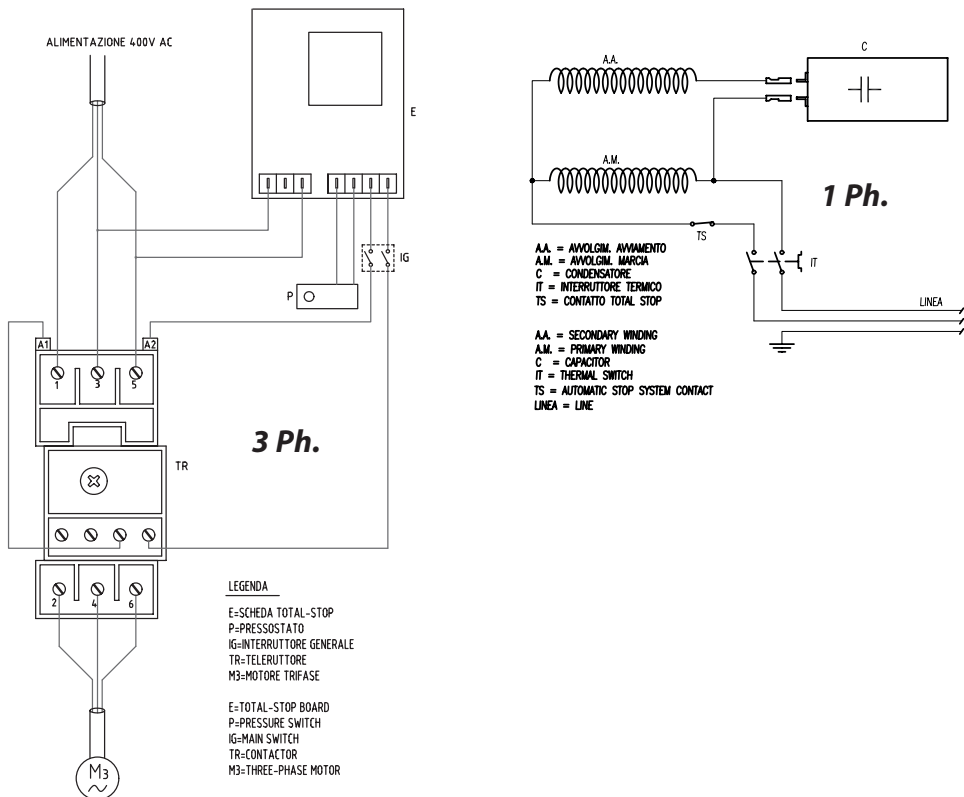 ALIMENTAZIONE 400V AC
E
IG
P
A1
A2
1
3
5
3 Ph.
TR
2
4
6
M3
LEGENDA
E=SCHEDA TOTAL-STOP
P=PRESSOSTATO
IG=INTERRUTTORE GENERALE
TR=TELERUTTORE
M3=MOTORE TRIFASE
E=TOTAL-STOP BOARD
P=PRESSURE SWITCH
IG=MAIN SWITCH
TR=CONTACTOR
M3=THREE-PHASE MOTOR
A.A.
C
A.M.
1 Ph.
TS
IT
LINEA
A.A. = AVVOLGIM. AVVIAMENTO
A.M. = AVVOLGIM. MARCIA
C = CONDENSATORE
IT = INTERRUTTORE TERMICO
TS = CONTATTO TOTAL STOP
A.A. = SECONDARY WINDING
A.M. = PRIMARY WINDING
C = CAPACITOR
IT = THERMAL SWITCH
TS = AUTOMATIC STOP SYSTEM CONTACT
LINEA = LINE